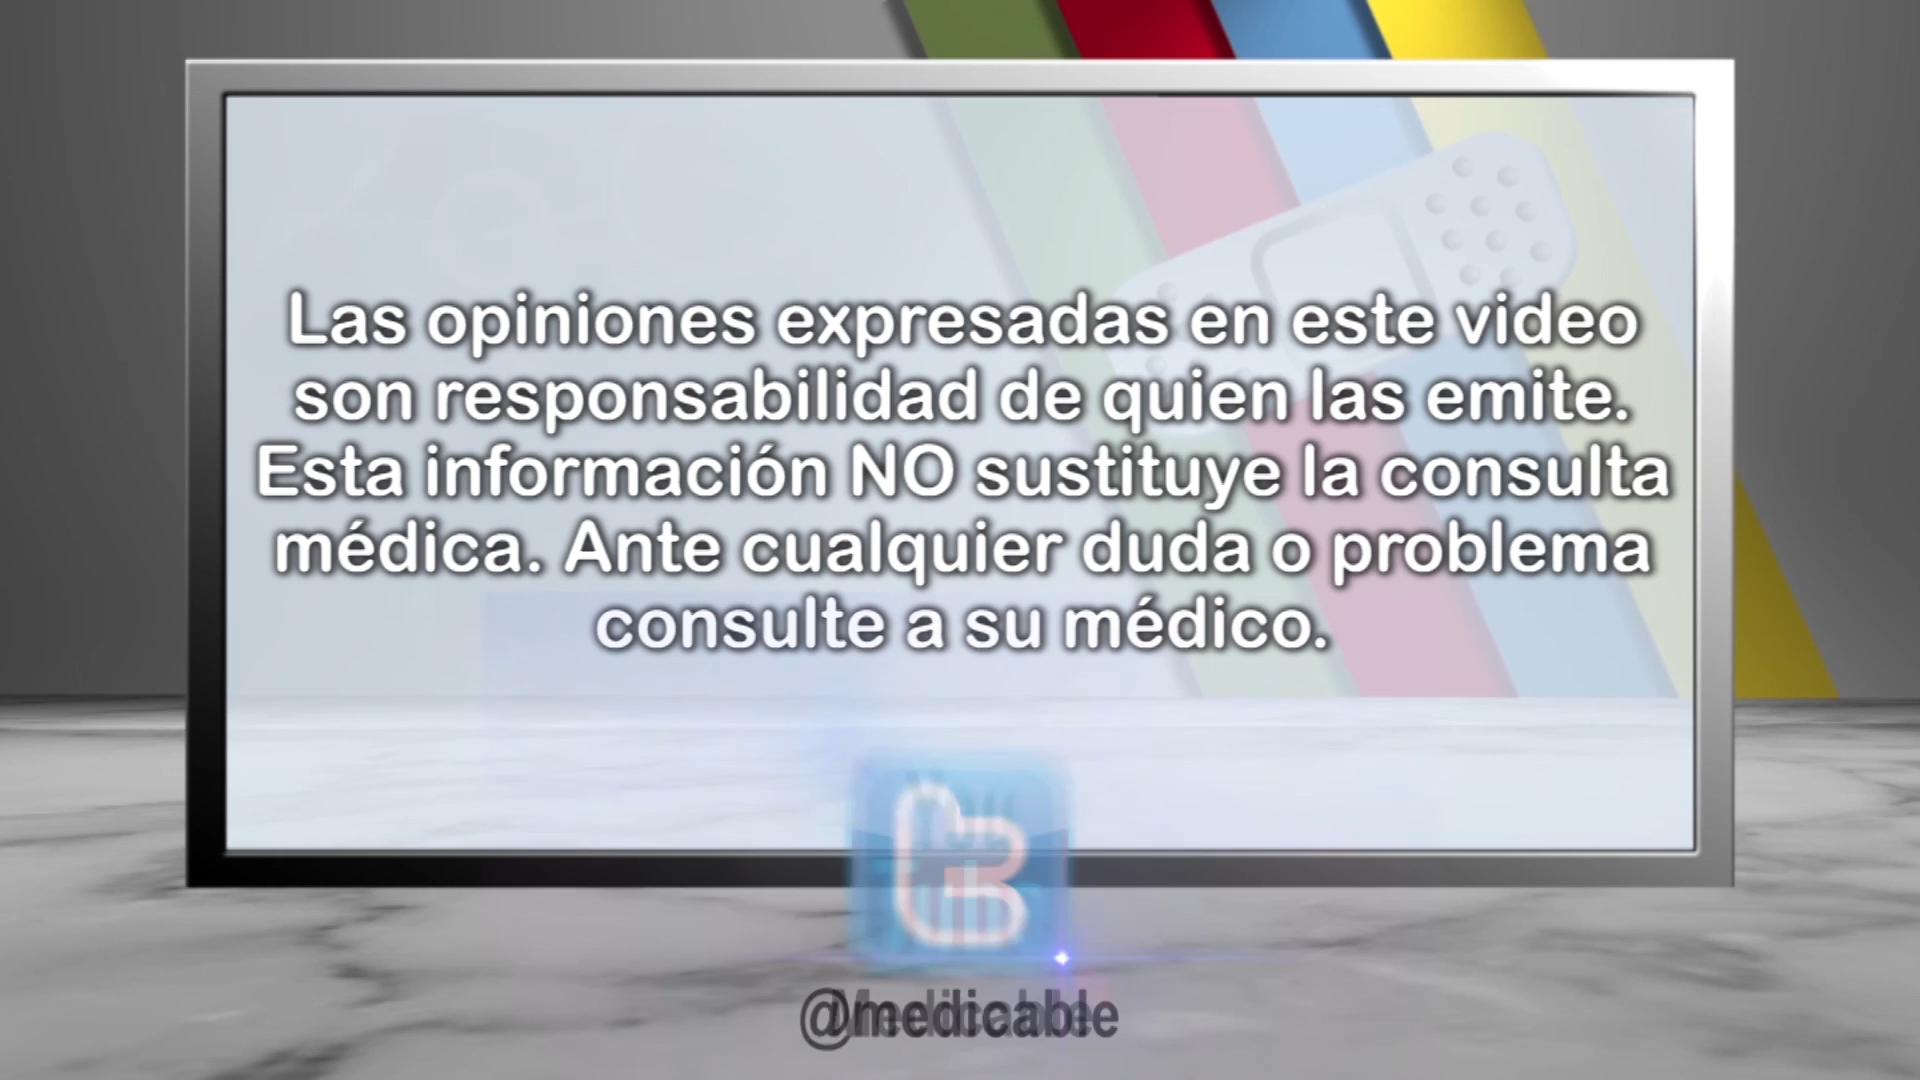 Las opiniones expresadas en este video
son responsabilidad de quien las emite.
Esta información NO sustituye la consulta
médica. Ante cualquier duda o problema
consulte a su médico.
@medicable